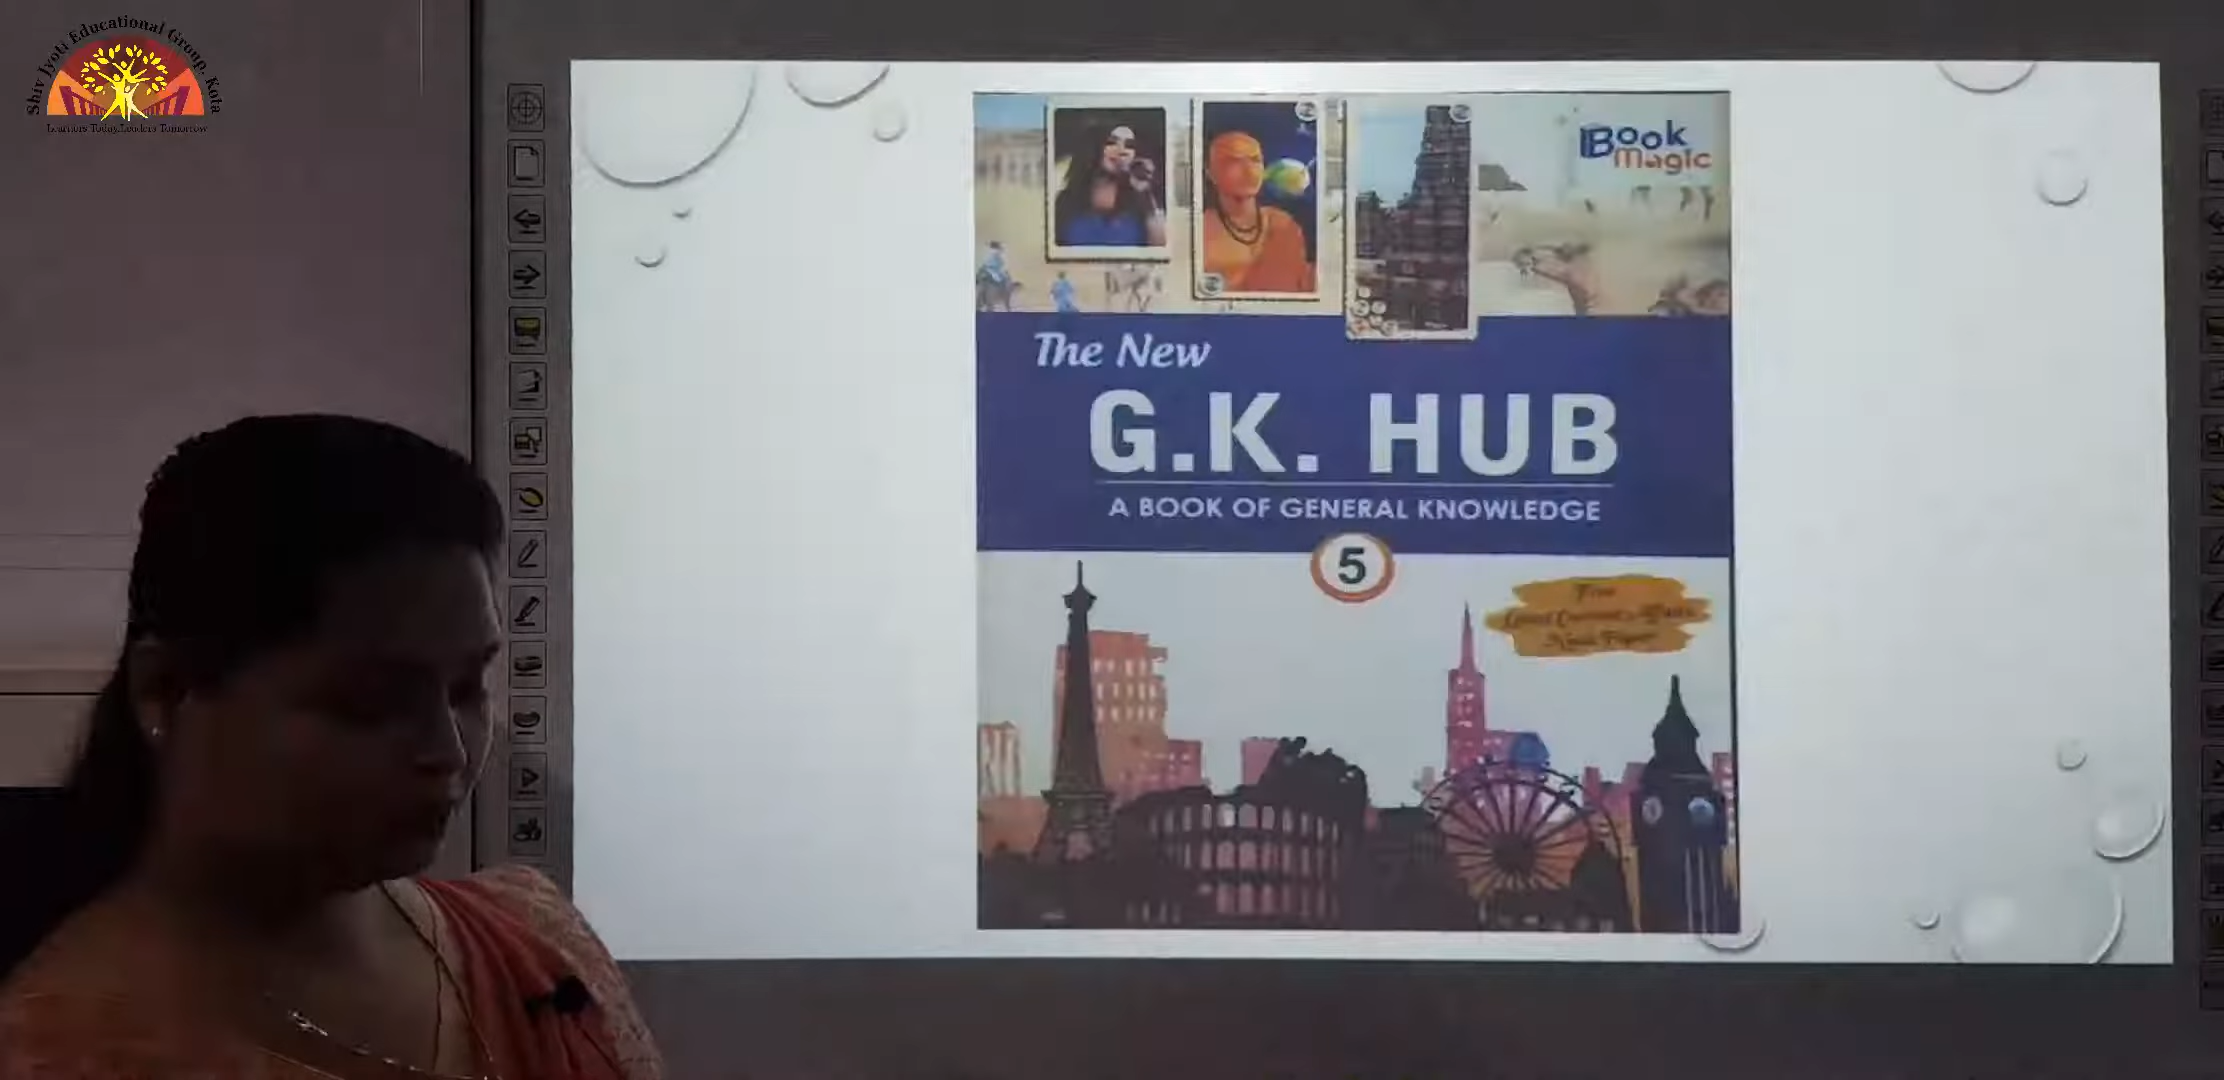 Shiv Jyoti Educational Group, Kota
Learners Today,Leaders Tomorrow
Book
Magic
The New
G.K. HUB
A BOOK OF GENERAL KNOWLEDGE
5
Free